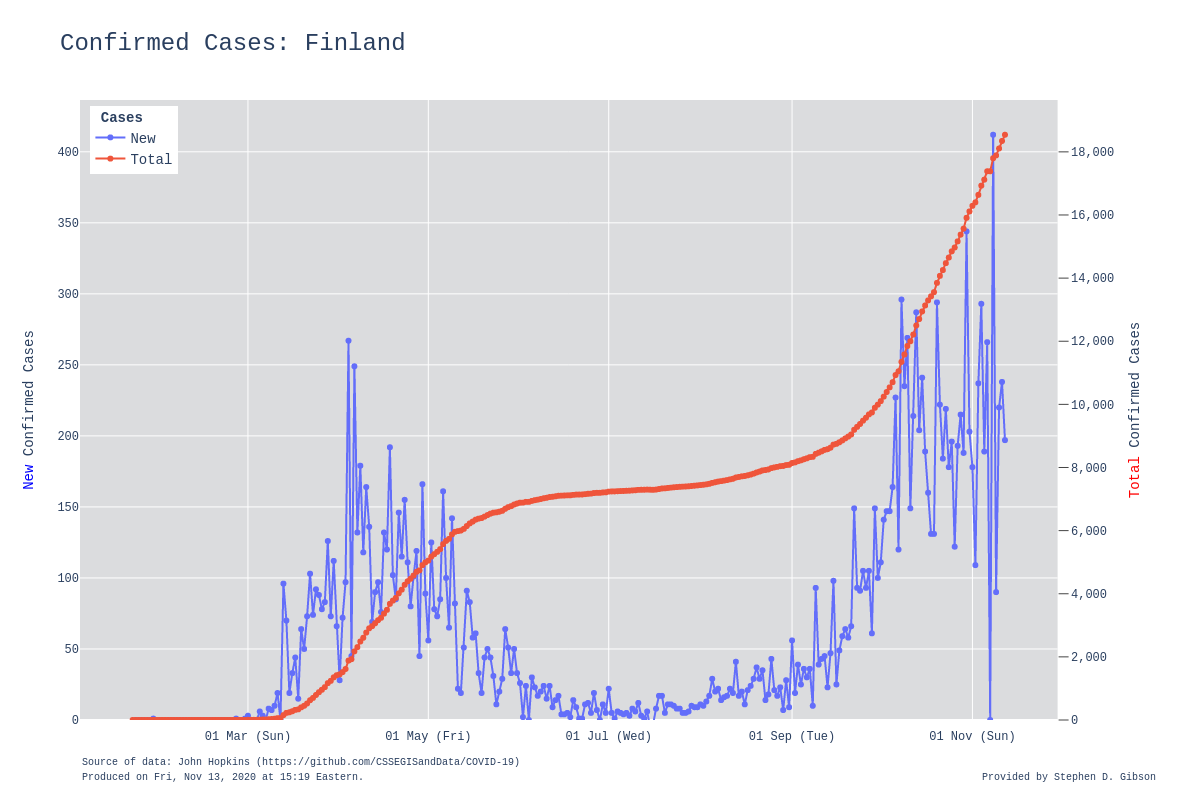 Confirmed Cases: Finland
Cases
New
Total
400
350
300
250
200
150
100
50
0
18,000
16,000
14,000
12,000
10,000
8,000
6,000
4,000
2,000
0
New Confirmed Cases
Total Confirmed Cases
01 Mar (Sun)
01 May (Fri)
01 Jul (Wed)
01 Sep (Tue)
01 Nov (Sun)
Source of data: John Hopkins (https://github.com/CSSEGISandData/COVID-19)
Produced on Fri, Nov 13, 2020 at 15:19 Eastern.
Provided by Stephen D. Gibson